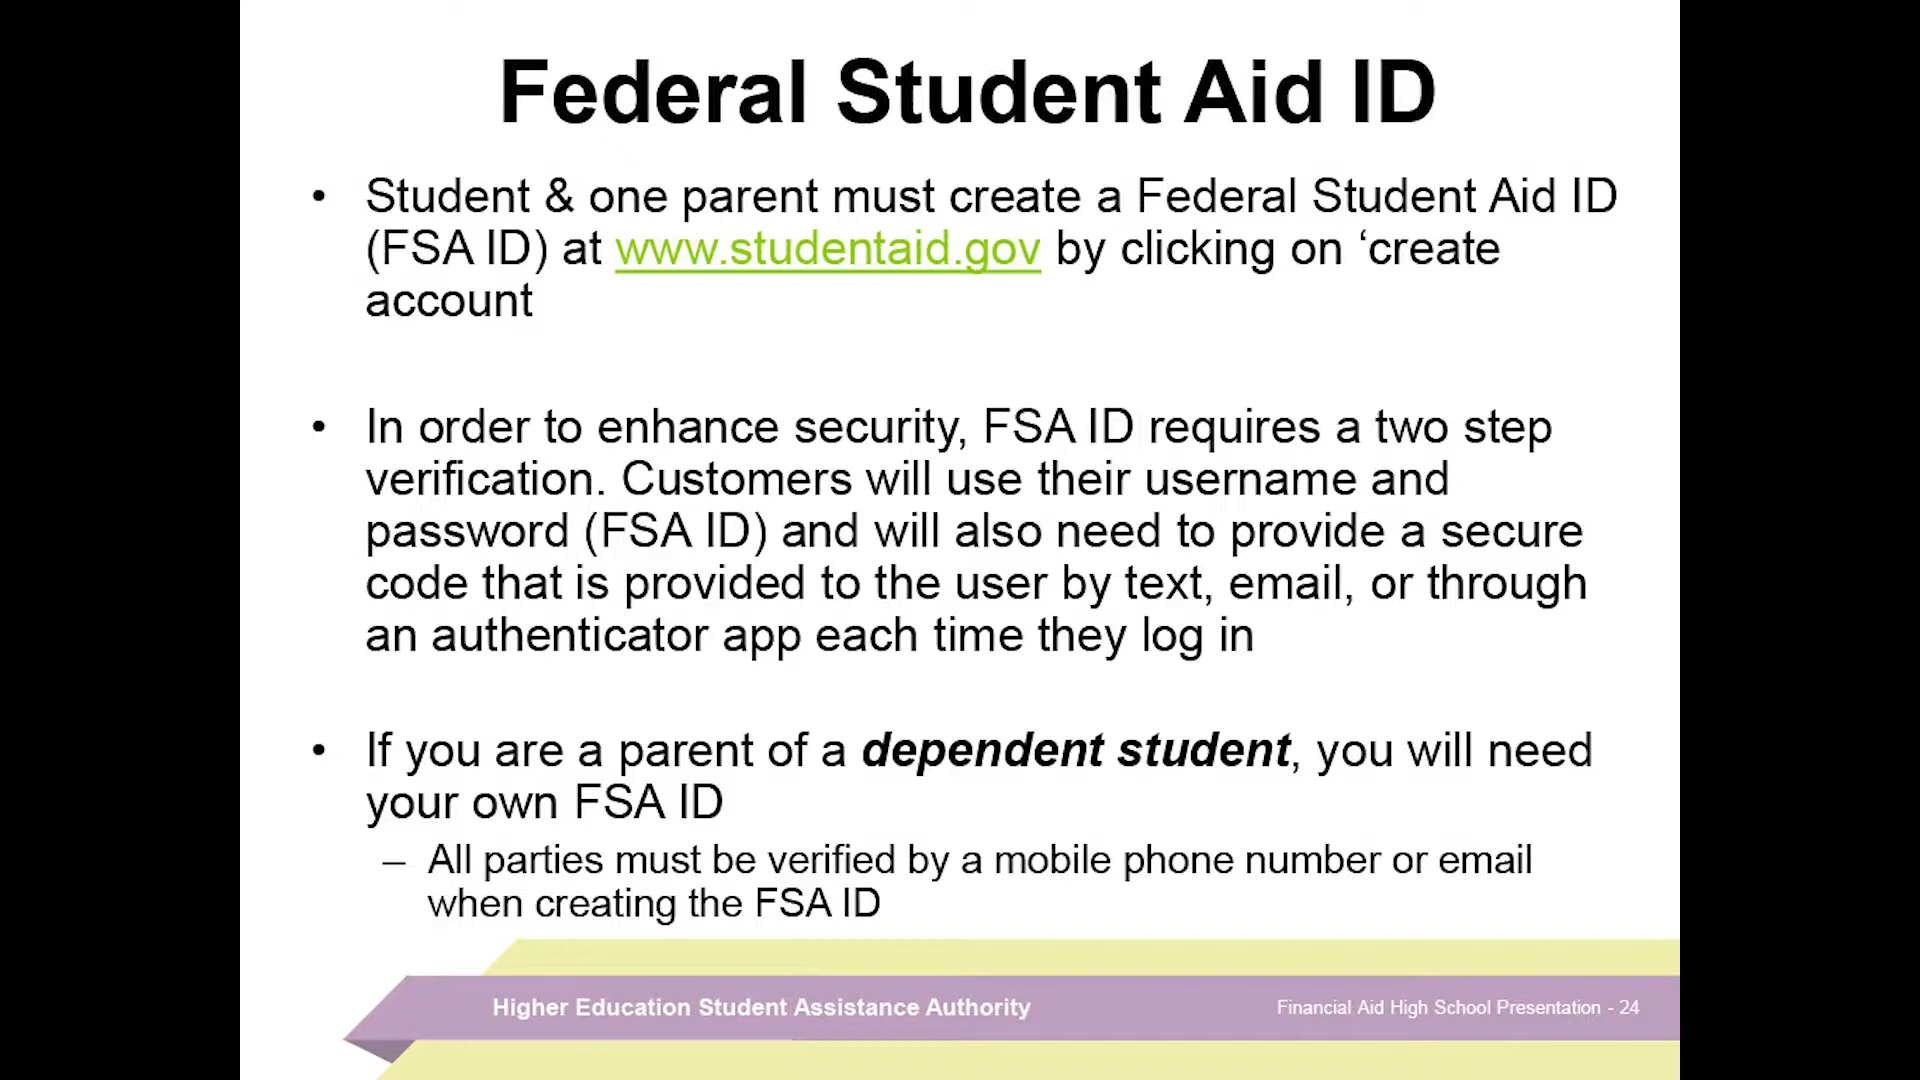 Federal Student Aid ID
• Student & one parent must create a Federal Student Aid ID
(FSA ID) at www.studentaid.gov by clicking on ‘create
account
• In order to enhance security, FSA ID requires a two step
verification. Customers will use their username and
password (FSA ID) and will also need to provide a secure
code that is provided to the user by text, email, or through
an authenticator app each time they log in
• If you are a parent of a dependent student, you will need
your own FSA ID
– All parties must be verified by a mobile phone number or email
when creating the FSA ID
Higher Education Student Assistance Authority
Financial Aid High School Presentation - 24